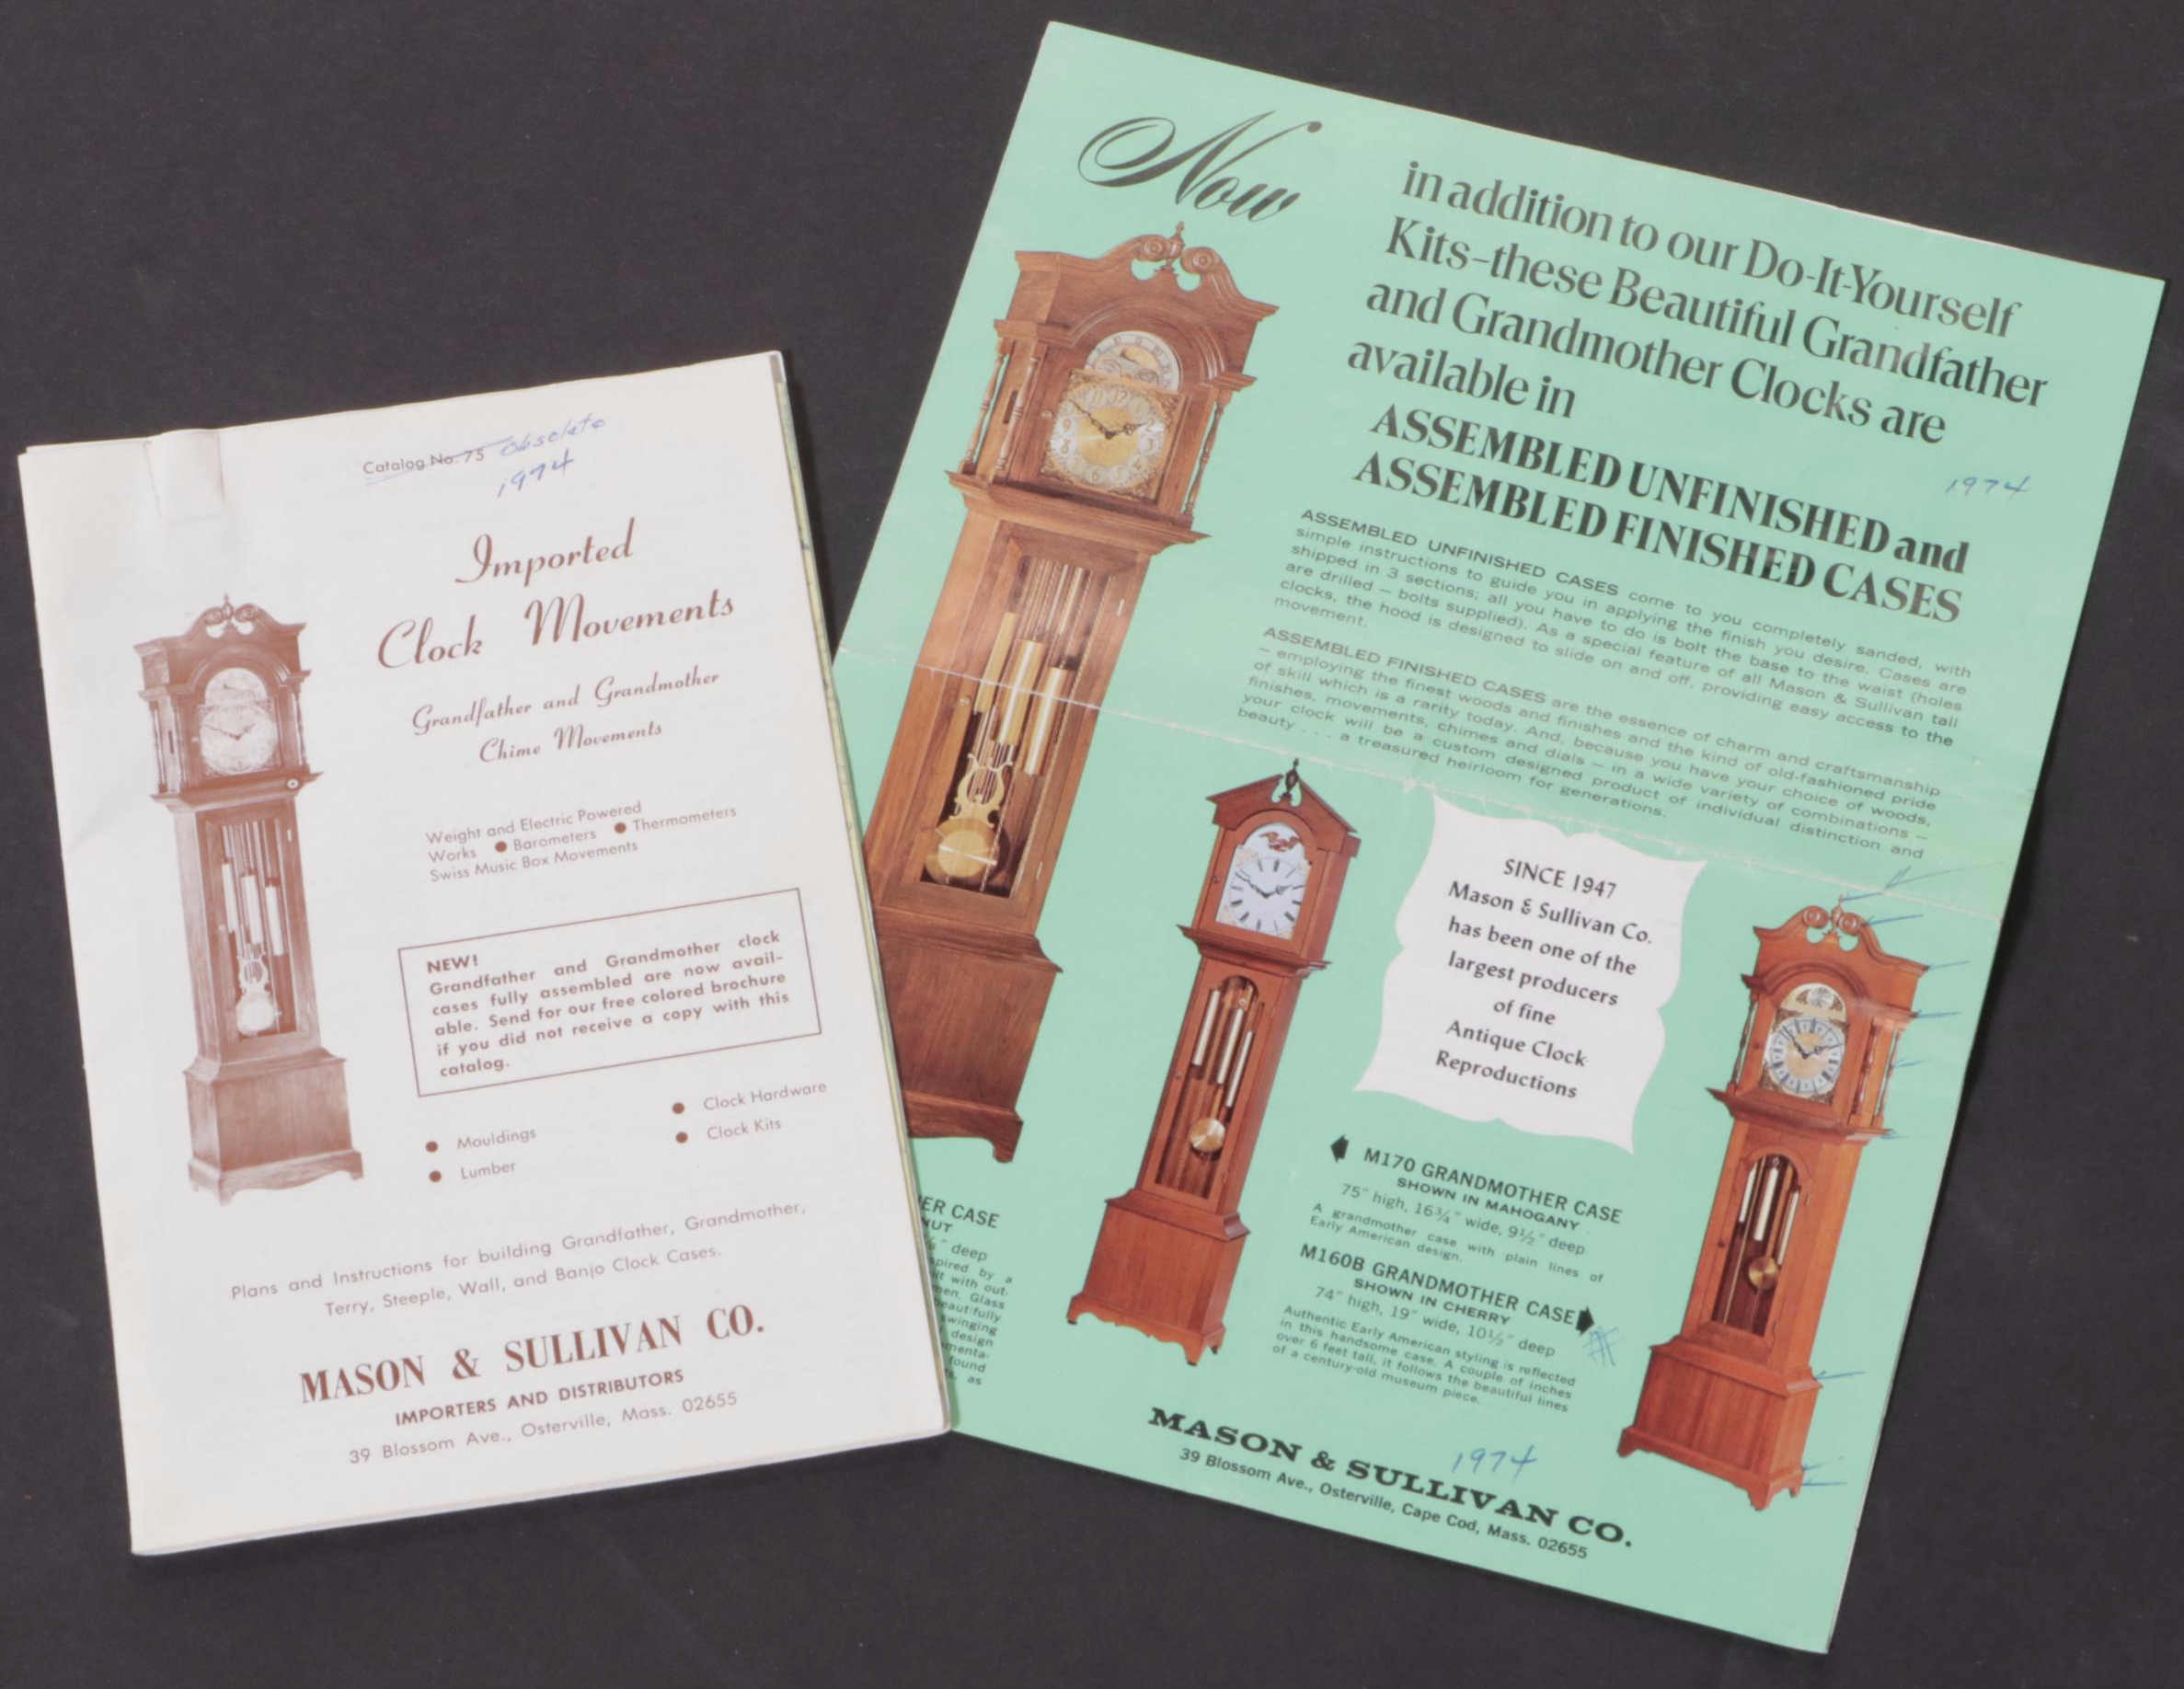 Catalog No. 75 Obsolete
1974
Imported
Clock Movements
Grandfather and Grandmother
Chime Movements
Weight and Electric Powered
Works ● Barometers ● Thermometers
Swiss Music Box Movements
NEW!
Grandfather and Grandmother clock
cases fully assembled are now avail-
able. Send for our free colored brochure
if you did not receive a copy with this
catalog.
● Mouldings
● Lumber
● Clock Hardware
● Clock Kits
Plans and Instructions for building Grandfather, Grandmother,
Terry, Steeple, Wall, and Banjo Clock Cases.
MASON & SULLIVAN CO.
IMPORTERS AND DISTRIBUTORS
39 Blossom Ave., Osterville, Mass. 02655
Now
in addition to our Do-It-Yourself
Kits–these Beautiful Grandfather
and Grandmother Clocks are
available in
ASSEMBLED UNFINISHED and
ASSEMBLED FINISHED CASES
1974
ASSEMBLED UNFINISHED CASES come to you completely sanded, with
simple instructions to guide you in applying the finish you desire. Cases are
shipped in 3 sections; all you have to do is bolt the base to the waist (holes
are drilled — bolts supplied). As a special feature of all Mason & Sullivan tall
clocks, the hood is designed to slide on and off, providing easy access to the
movement.
ASSEMBLED FINISHED CASES are the essence of charm and craftsmanship
— employing the finest woods and finishes and the kind of old-fashioned pride
of skill which is a rarity today. And, because you have your choice of woods,
finishes, movements, chimes and dials — in a wide variety of combinations —
your clock will be a custom designed product of individual distinction and
beauty . . . a treasured heirloom for generations.
SINCE 1947
Mason & Sullivan Co.
has been one of the
largest producers
of fine
Antique Clock
Reproductions
M170 GRANDMOTHER CASE
SHOWN IN MAHOGANY
75" high, 16¾" wide, 9½" deep
A grandmother case with plain lines of
Early American design.
M160B GRANDMOTHER CASE
SHOWN IN CHERRY
74" high, 19" wide, 10½" deep
Authentic Early American styling is reflected
in this handsome case. A couple of inches
over 6 feet tall, it follows the beautiful lines
of a century-old museum piece.
ER CASE
NUT
" deep
spired by a
lt with out-
men. Glass
beautifully
swinging
design
menta-
found
s, as
1974
MASON & SULLIVAN CO.
39 Blossom Ave., Osterville, Cape Cod, Mass. 02655